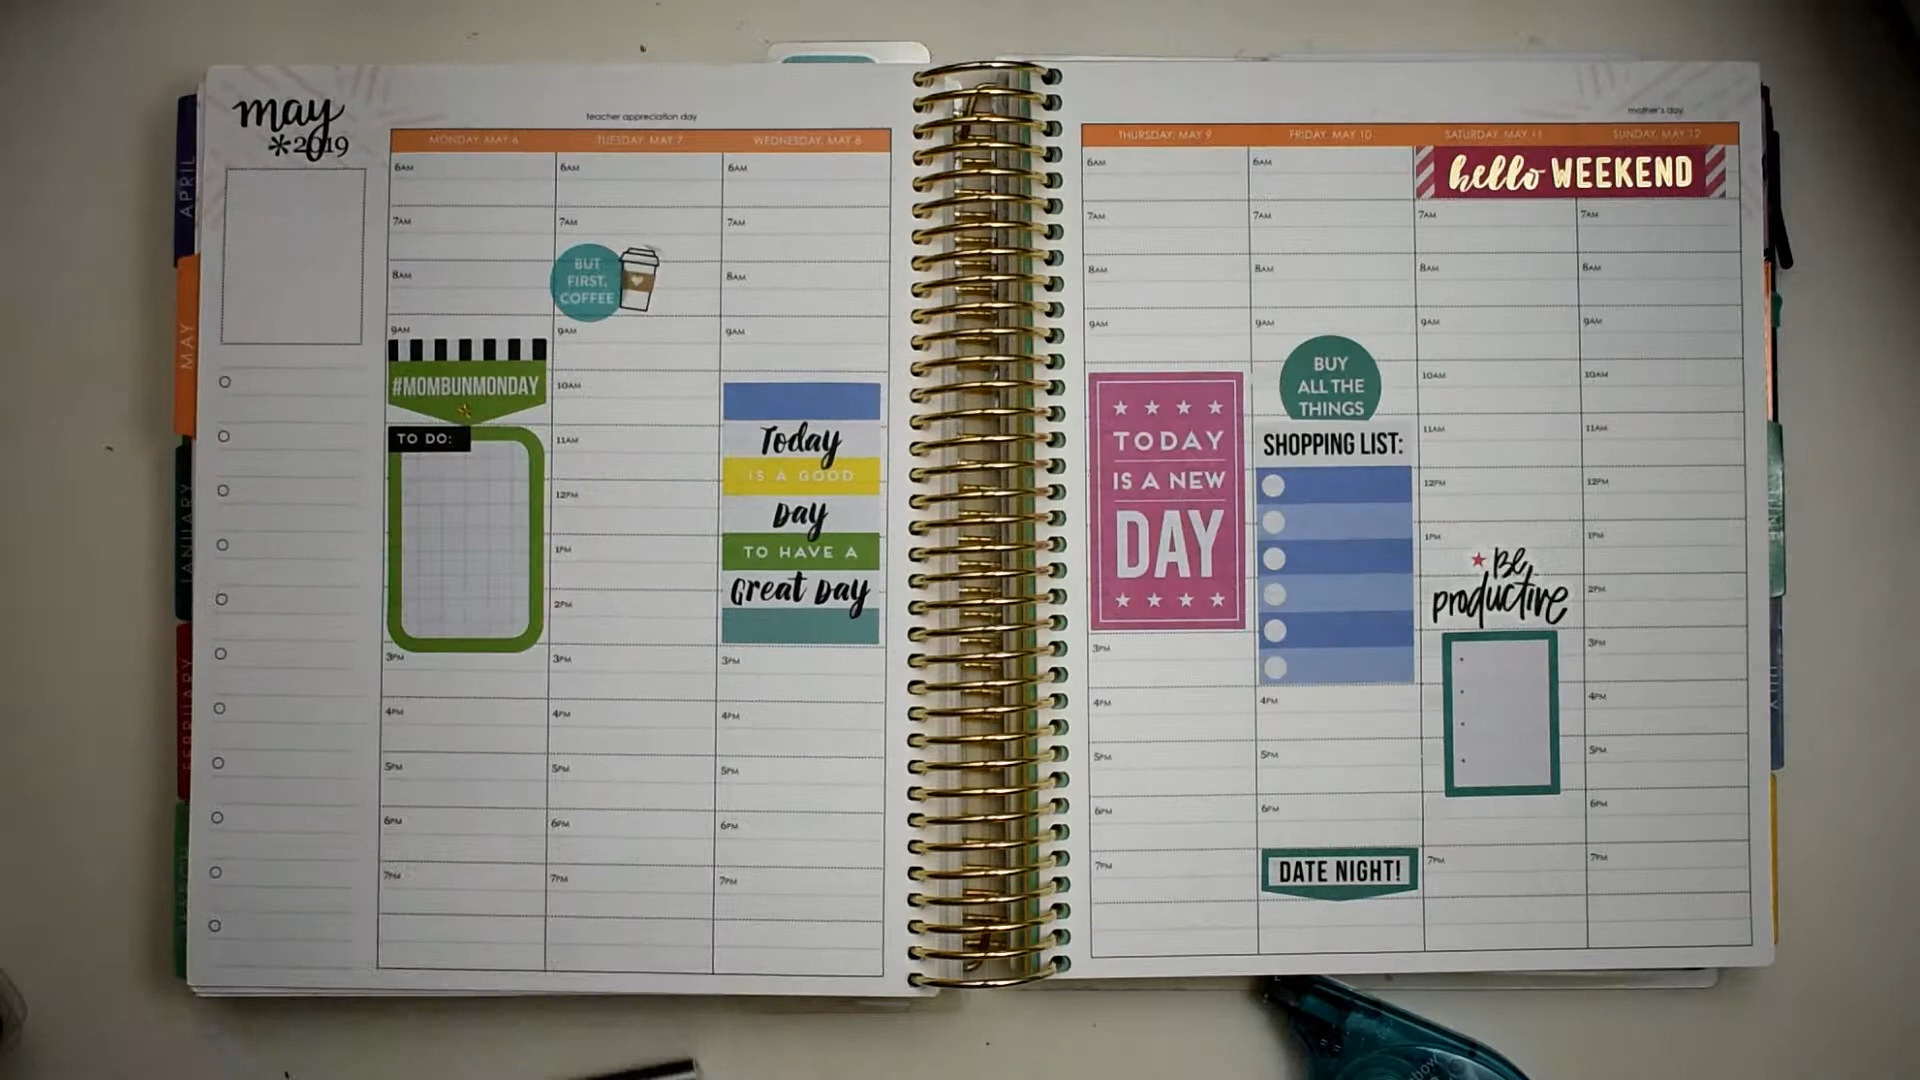 may
*2019
teacher appreciation day
MONDAY, MAY 6
TUESDAY, MAY 7
WEDNESDAY, MAY 8
6AM
6AM
6AM
7AM
7AM
7AM
8AM
BUT
FIRST,
COFFEE
8AM
9AM
9AM
9AM
#MOMBUNMONDAY
TO DO:
10AM
11AM
12PM
1PM
2PM
Today
IS A GOOD
Day
TO HAVE A
Great Day
3PM
3PM
3PM
4PM
4PM
4PM
5PM
5PM
5PM
6PM
6PM
6PM
7PM
7PM
7PM
mother's day
THURSDAY, MAY 9
FRIDAY, MAY 10
SATURDAY, MAY 11
SUNDAY, MAY 12
6AM
6AM
hello WEEKEND
7AM
7AM
7AM
7AM
8AM
8AM
8AM
8AM
9AM
9AM
9AM
9AM
TODAY
IS A NEW
DAY
BUY
ALL THE
THINGS
SHOPPING LIST:
10AM
10AM
11AM
11AM
12PM
12PM
1PM
1PM
Be
productive
2PM
3PM
3PM
4PM
4PM
4PM
5PM
5PM
5PM
6PM
6PM
6PM
7PM
DATE NIGHT!
7PM
7PM
APRIL
MAY
JANUARY
FEBRUARY
MARCH